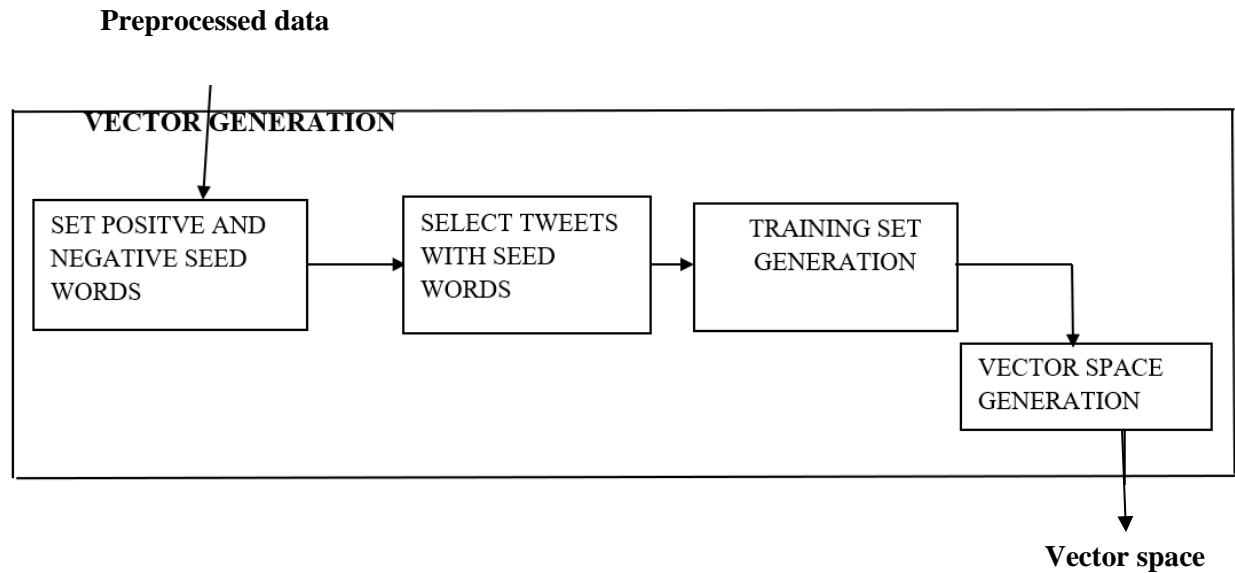 Preprocessed data
VECTOR GENERATION
SET POSITVE AND
NEGATIVE SEED
WORDS
SELECT TWEETS
WITH SEED
WORDS
TRAINING SET
GENERATION
VECTOR SPACE
GENERATION
Vector space